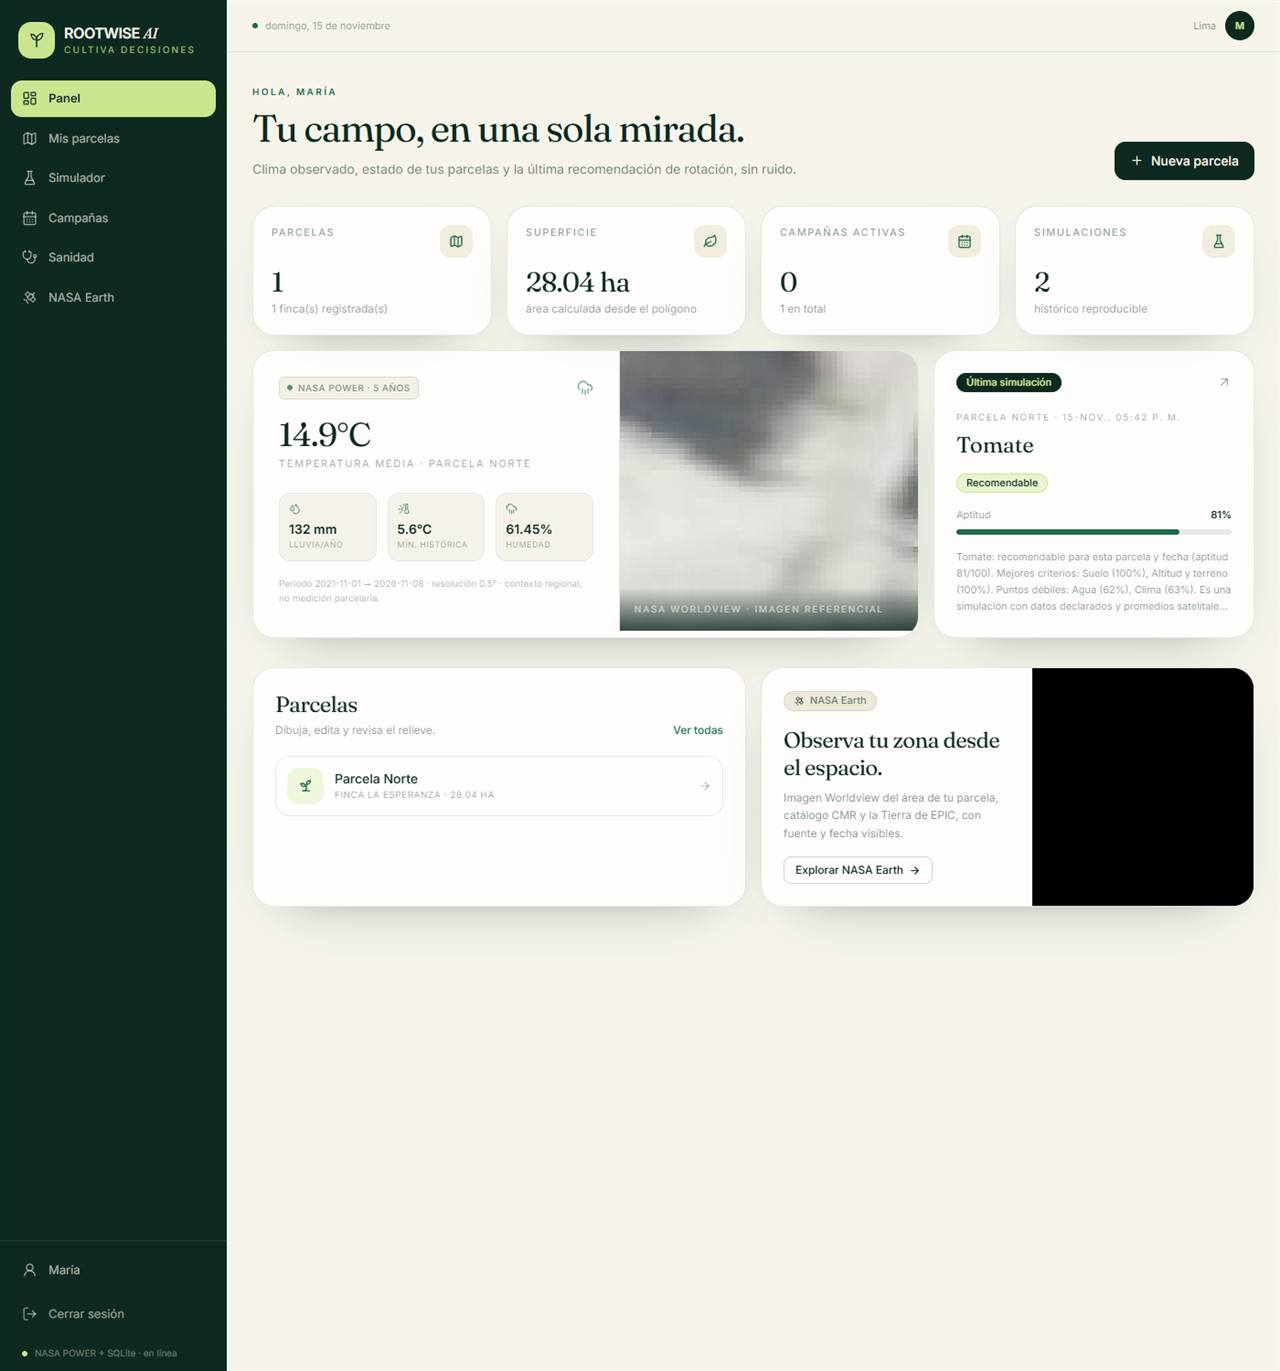 ROOTWISE AI
CULTIVA DECISIONES
Panel
Mis parcelas
Simulador
Campañas
Sanidad
NASA Earth
María
Cerrar sesión
NASA POWER + SQLite · en línea
domingo, 15 de noviembre
Lima
M
HOLA, MARÍA
Tu campo, en una sola mirada.
Clima observado, estado de tus parcelas y la última recomendación de rotación, sin ruido.
+ Nueva parcela
PARCELAS
1
1 finca(s) registrada(s)
SUPERFICIE
28.04 ha
área calculada desde el polígono
CAMPAÑAS ACTIVAS
0
1 en total
SIMULACIONES
2
histórico reproducible
NASA POWER · 5 AÑOS
14.9°C
TEMPERATURA MEDIA · PARCELA NORTE
132 mm
LLUVIA/AÑO
5.6°C
MÍN. HISTÓRICA
61.45%
HUMEDAD
Periodo 2021-11-01 → 2026-11-08 · resolución 0.5° · contexto regional,
no medición parcelaria.
NASA WORLDVIEW · IMAGEN REFERENCIAL
Última simulación
PARCELA NORTE · 15-NOV., 05:42 P. M.
Tomate
Recomendable
Aptitud
81%
Tomate: recomendable para esta parcela y fecha (aptitud
81/100). Mejores criterios: Suelo (100%), Altitud y terreno
(100%). Puntos débiles: Agua (62%), Clima (63%). Es una
simulación con datos declarados y promedios satelitale...
Parcelas
Dibuja, edita y revisa el relieve.
Ver todas
Parcela Norte
FINCA LA ESPERANZA · 28.04 HA
NASA Earth
Observa tu zona desde
el espacio.
Imagen Worldview del área de tu parcela,
catálogo CMR y la Tierra de EPIC, con
fuente y fecha visibles.
Explorar NASA Earth →